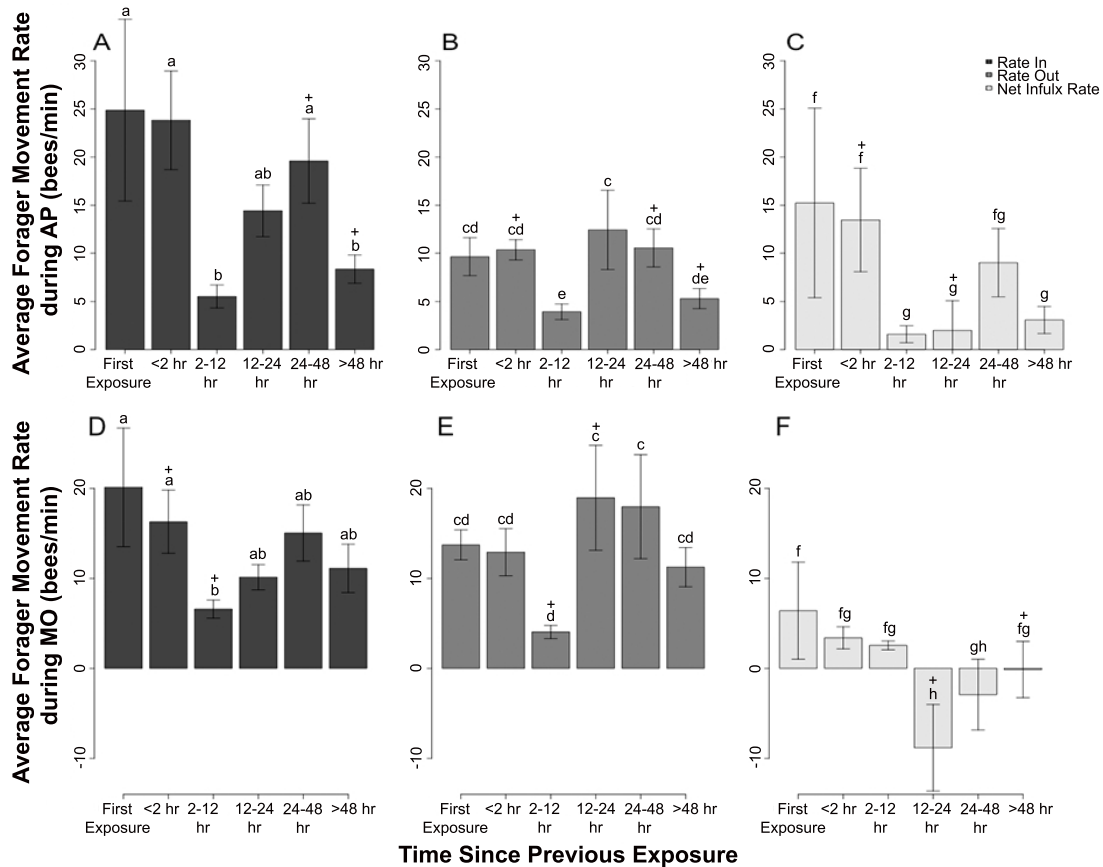 Average Forager Movement Rate
during AP (bees/min)
A
30
25
20
15
10
5
0
a
a
b
ab
+
a
+
b
First
Exposure
<2 hr
2-12
hr
12-24
hr
24-48
hr
>48 hr
B
30
25
20
15
10
5
0
cd
+
cd
e
c
+
cd
+
de
First
Exposure
<2 hr
2-12
hr
12-24
hr
24-48
hr
>48 hr
C
Rate In
Rate Out
Net Infulx Rate
30
25
20
15
10
5
0
f
+
f
g
+
g
fg
g
First
Exposure
<2 hr
2-12
hr
12-24
hr
24-48
hr
>48 hr
Average Forager Movement Rate
during MO (bees/min)
D
20
10
0
-10
a
+
a
+
b
ab
ab
ab
First
Exposure
<2 hr
2-12
hr
12-24
hr
24-48
hr
>48 hr
E
20
10
0
-10
cd
cd
+
d
+
c
c
cd
First
Exposure
<2 hr
2-12
hr
12-24
hr
24-48
hr
>48 hr
F
20
10
0
-10
f
fg
fg
+
h
gh
+
fg
First
Exposure
<2 hr
2-12
hr
12-24
hr
24-48
hr
>48 hr
Time Since Previous Exposure